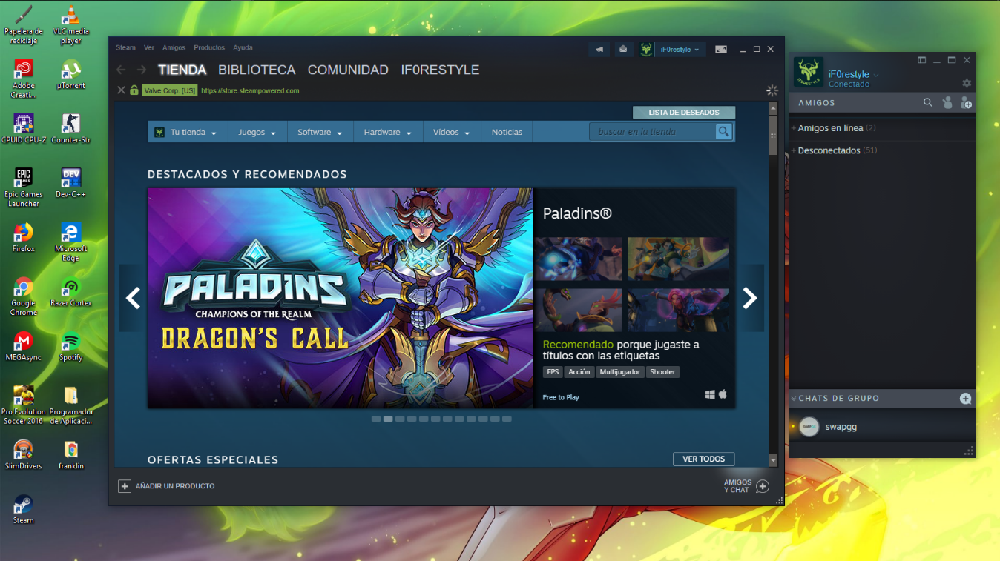 Papelera de
reciclaje
VLC media
player
Adobe
Creati...
µTorrent
CPUID CPU-Z
Counter-Str
Epic Games
Launcher
Dev-C++
Firefox
Microsoft
Edge
Google
Chrome
Razer Cortex
MEGAsync
Spotify
Pro Evolution
Soccer 2016
Programador
de Aplicaci...
SlimDrivers
franklin
Steam
Steam Ver Amigos Productos Ayuda
iF0restyle
TIENDA BIBLIOTECA COMUNIDAD IF0RESTYLE
Valve Corp. [US] https://store.steampowered.com
LISTA DE DESEADOS
Tu tienda Juegos Software Hardware Vídeos Noticias buscar en la tienda
DESTACADOS Y RECOMENDADOS
PALADINS
CHAMPIONS OF THE REALM
DRAGON'S CALL
Paladins®
Recomendado porque jugaste a
títulos con las etiquetas
FPS Acción Multijugador Shooter
Free to Play
OFERTAS ESPECIALES
VER TODOS
AÑADIR UN PRODUCTO
AMIGOS
Y CHAT
iF0restyle
Conectado
AMIGOS
Amigos en línea (2)
Desconectados (51)
CHATS DE GRUPO
swapgg